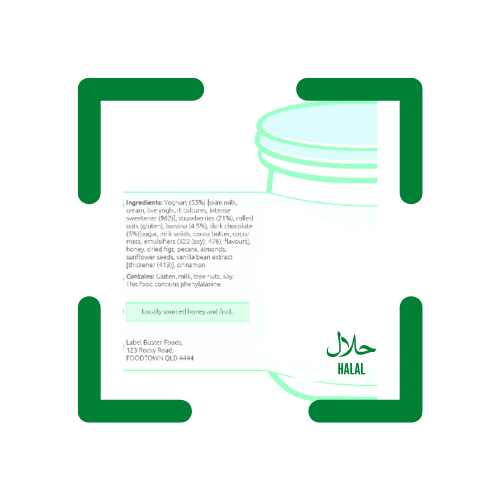 Ingredients: Yoghurt (55%) [skim milk,
cream, live yoghurt cultures, intense
sweetener (962)], strawberries (21%), rolled
oats (gluten), banana (4.5%), dark chocolate
(5%)[sugar, milk solids, cocoa butter, cocoa
mass, emulsifiers (322 [soy], 476), flavours],
honey, dried figs, pecans, almonds,
sunflower seeds, vanilla bean extract
[thickener (413)], cinnamon.
Contains: Gluten, milk, tree nuts, soy.
This food contains phenylalanine.
Locally sourced honey and fruit.
Label Buster Foods,
123 Rocky Road,
FOODTOWN QLD 4444
حلال
HALAL